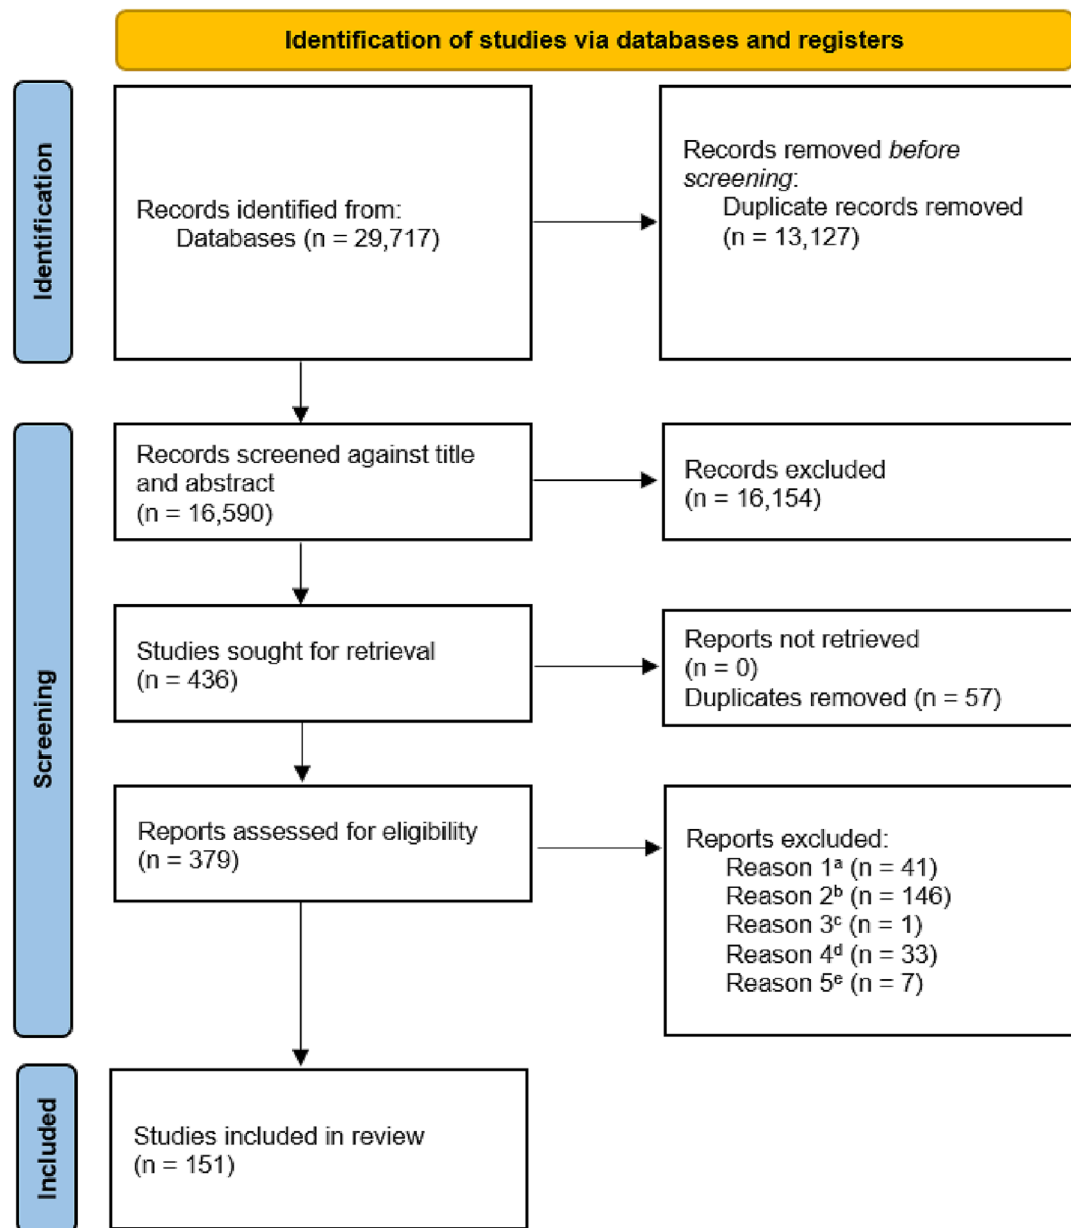 Identification of studies via databases and registers
Identification
Records identified from:
Databases (n = 29,717)
Records removed before
screening:
Duplicate records removed
(n = 13,127)
Screening
Records screened against title
and abstract
(n = 16,590)
Records excluded
(n = 16,154)
Studies sought for retrieval
(n = 436)
Reports not retrieved
(n = 0)
Duplicates removed (n = 57)
Reports assessed for eligibility
(n = 379)
Reports excluded:
Reason 1ᵃ (n = 41)
Reason 2ᵇ (n = 146)
Reason 3ᶜ (n = 1)
Reason 4ᵈ (n = 33)
Reason 5ᵉ (n = 7)
Included
Studies included in review
(n = 151)